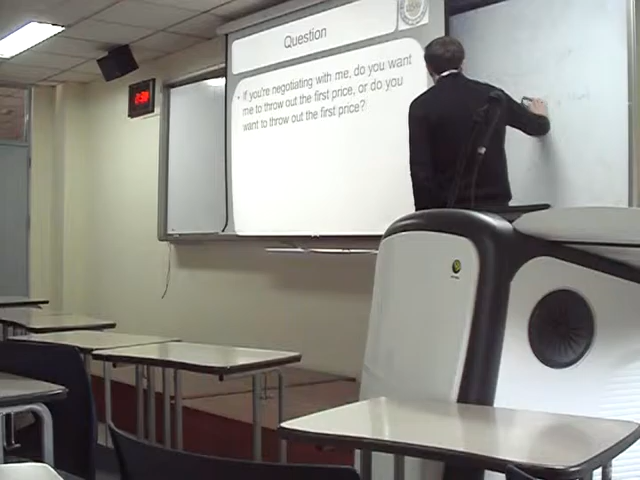 Question
• If you're negotiating with me, do you want
me to throw out the first price, or do you
want to throw out the first price?